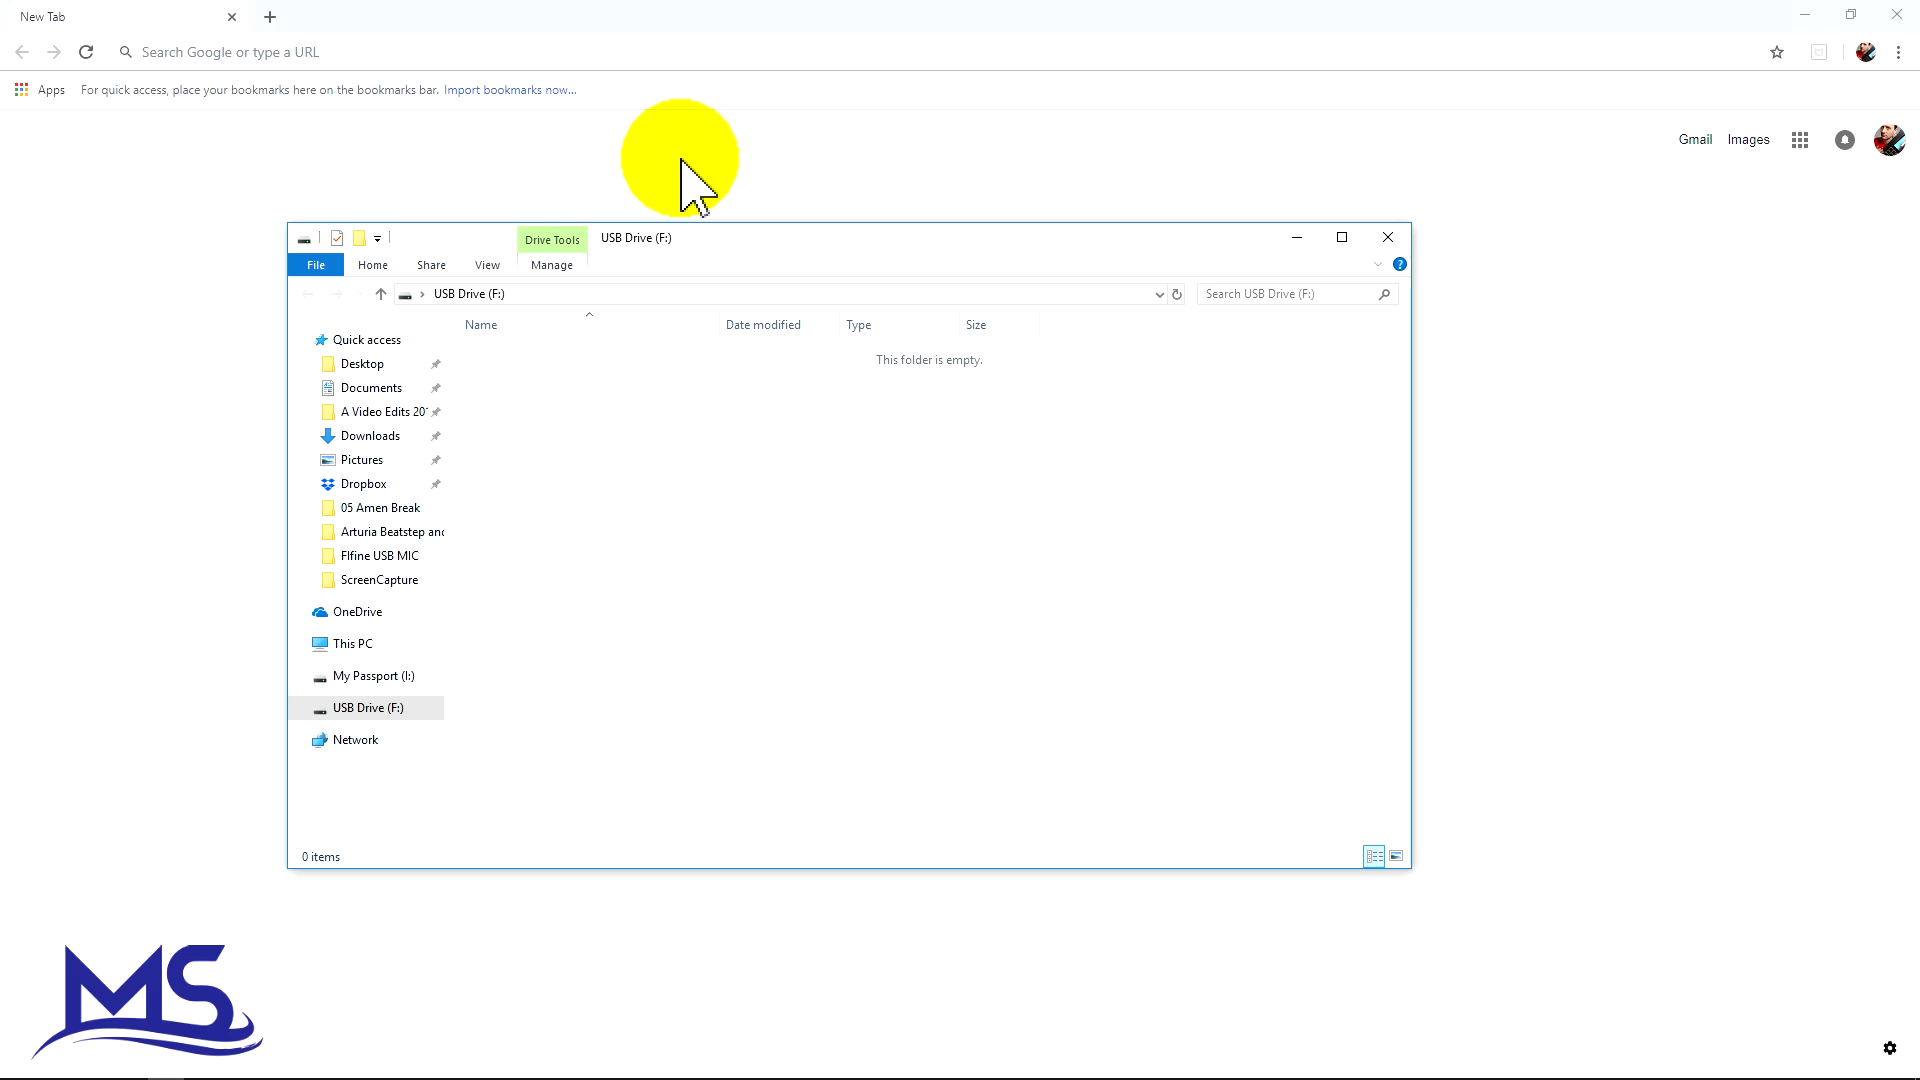 New Tab
Search Google or type a URL
Apps For quick access, place your bookmarks here on the bookmarks bar. Import bookmarks now...
Gmail Images
Drive Tools USB Drive (F:)
File Home Share View Manage
USB Drive (F:) Search USB Drive (F:)
Name Date modified Type Size
This folder is empty.
Quick access
Desktop
Documents
A Video Edits 201
Downloads
Pictures
Dropbox
05 Amen Break
Arturia Beatstep and
FIfine USB MIC
ScreenCapture
OneDrive
This PC
My Passport (I:)
USB Drive (F:)
Network
0 items
MS